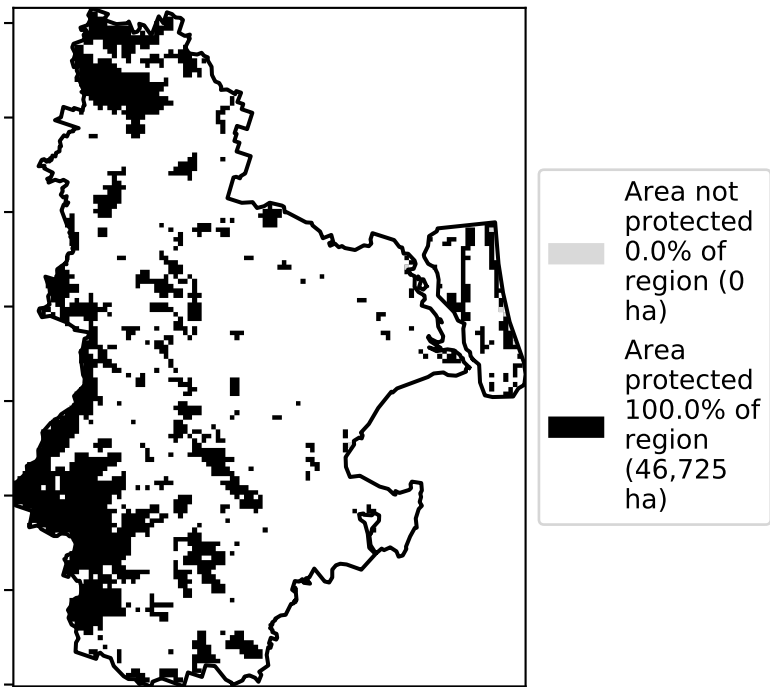 Area not
protected
0.0% of
region (0
ha)
Area
protected
100.0% of
region
(46,725
ha)